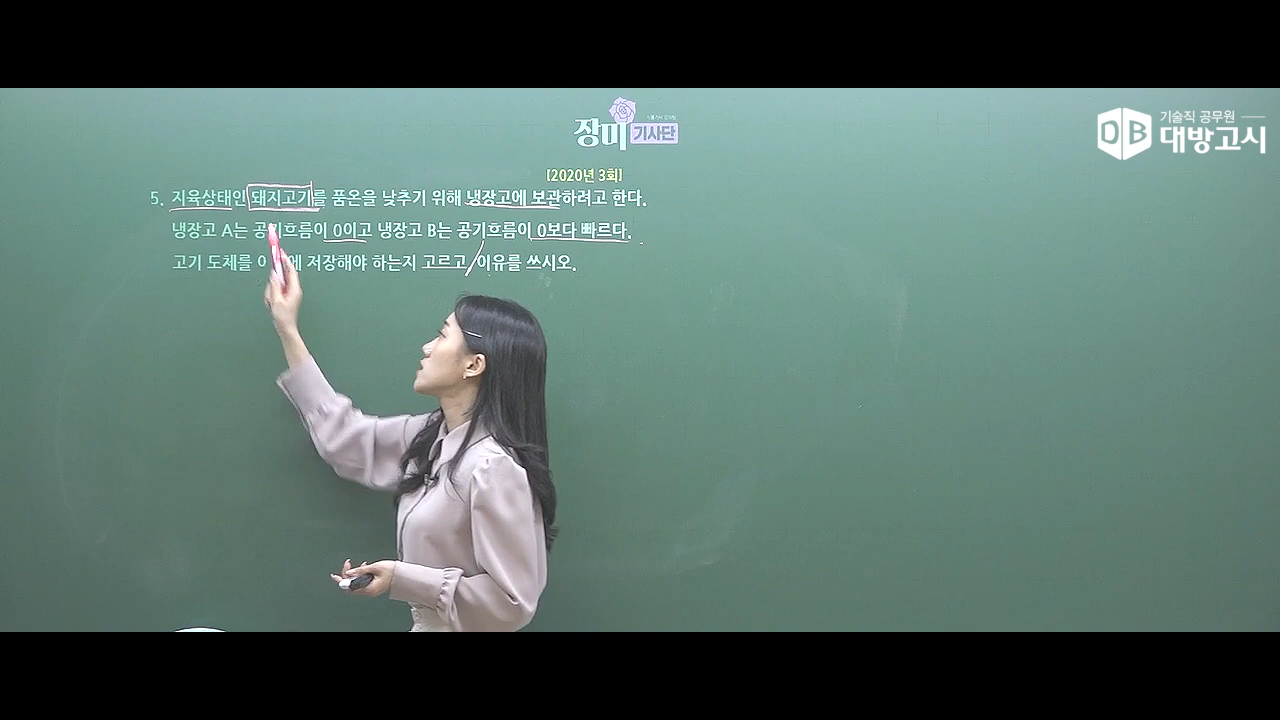 장미 기사단
기술직 공무원
대방고시
[2020년 3회]
5. 지육상태인 돼지고기를 품온을 낮추기 위해 냉장고에 보관하려고 한다.
냉장고 A는 공기흐름이 0이고 냉장고 B는 공기흐름이 0보다 빠르다.
고기 도체를 에 저장해야 하는지 고르고 이유를 쓰시오.